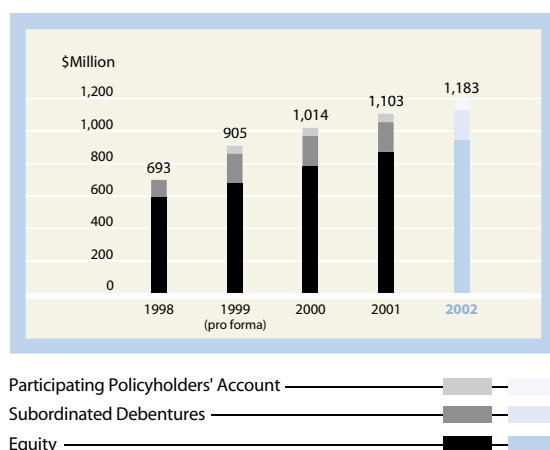 $Million
1,183
1,200
1,103
1,014
1,000
905
800
693
600
400
200
0
1998 1999 2000 2001 2002
(pro forma)
Participating Policyholders' Account
Subordinated Debentures
Equity